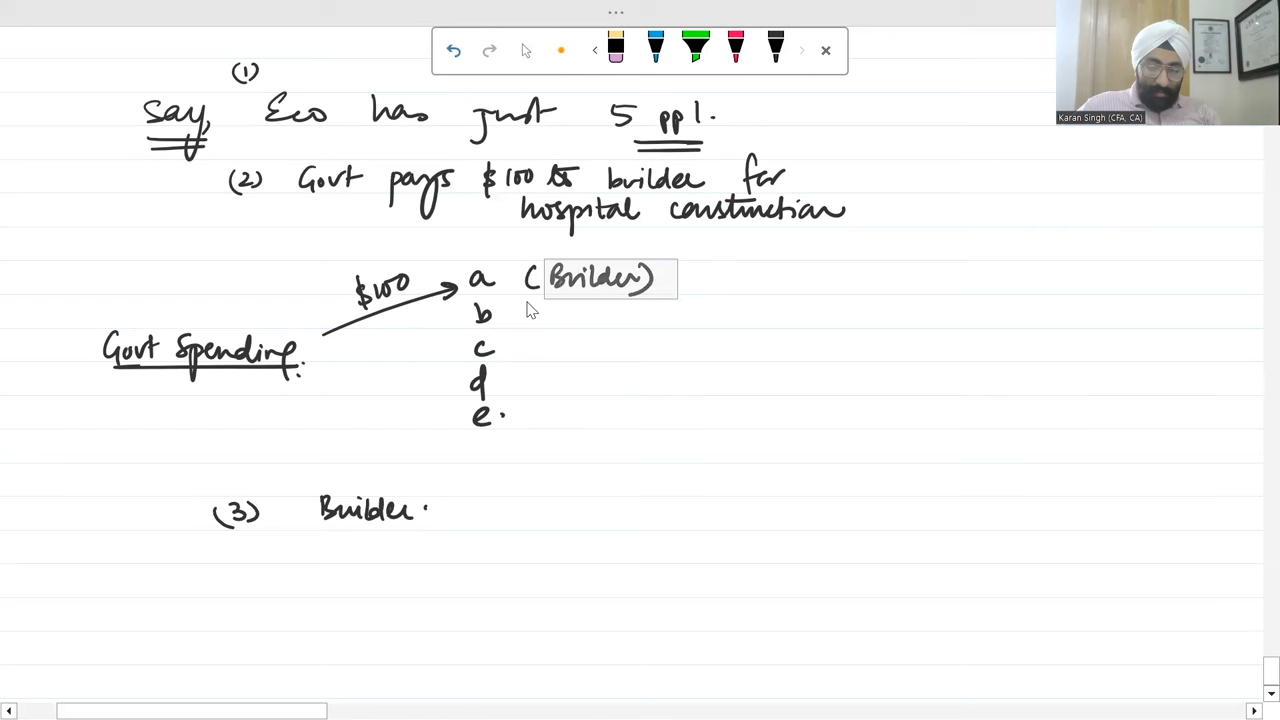 Karan Singh (CFA, CA)
(1)
Say, Eco has just 5 ppl.
(2) Govt pays $100 to builder for
hospital construction
$100
a (Builder)
b
Govt Spending.
c
d
e.
(3) Builder.